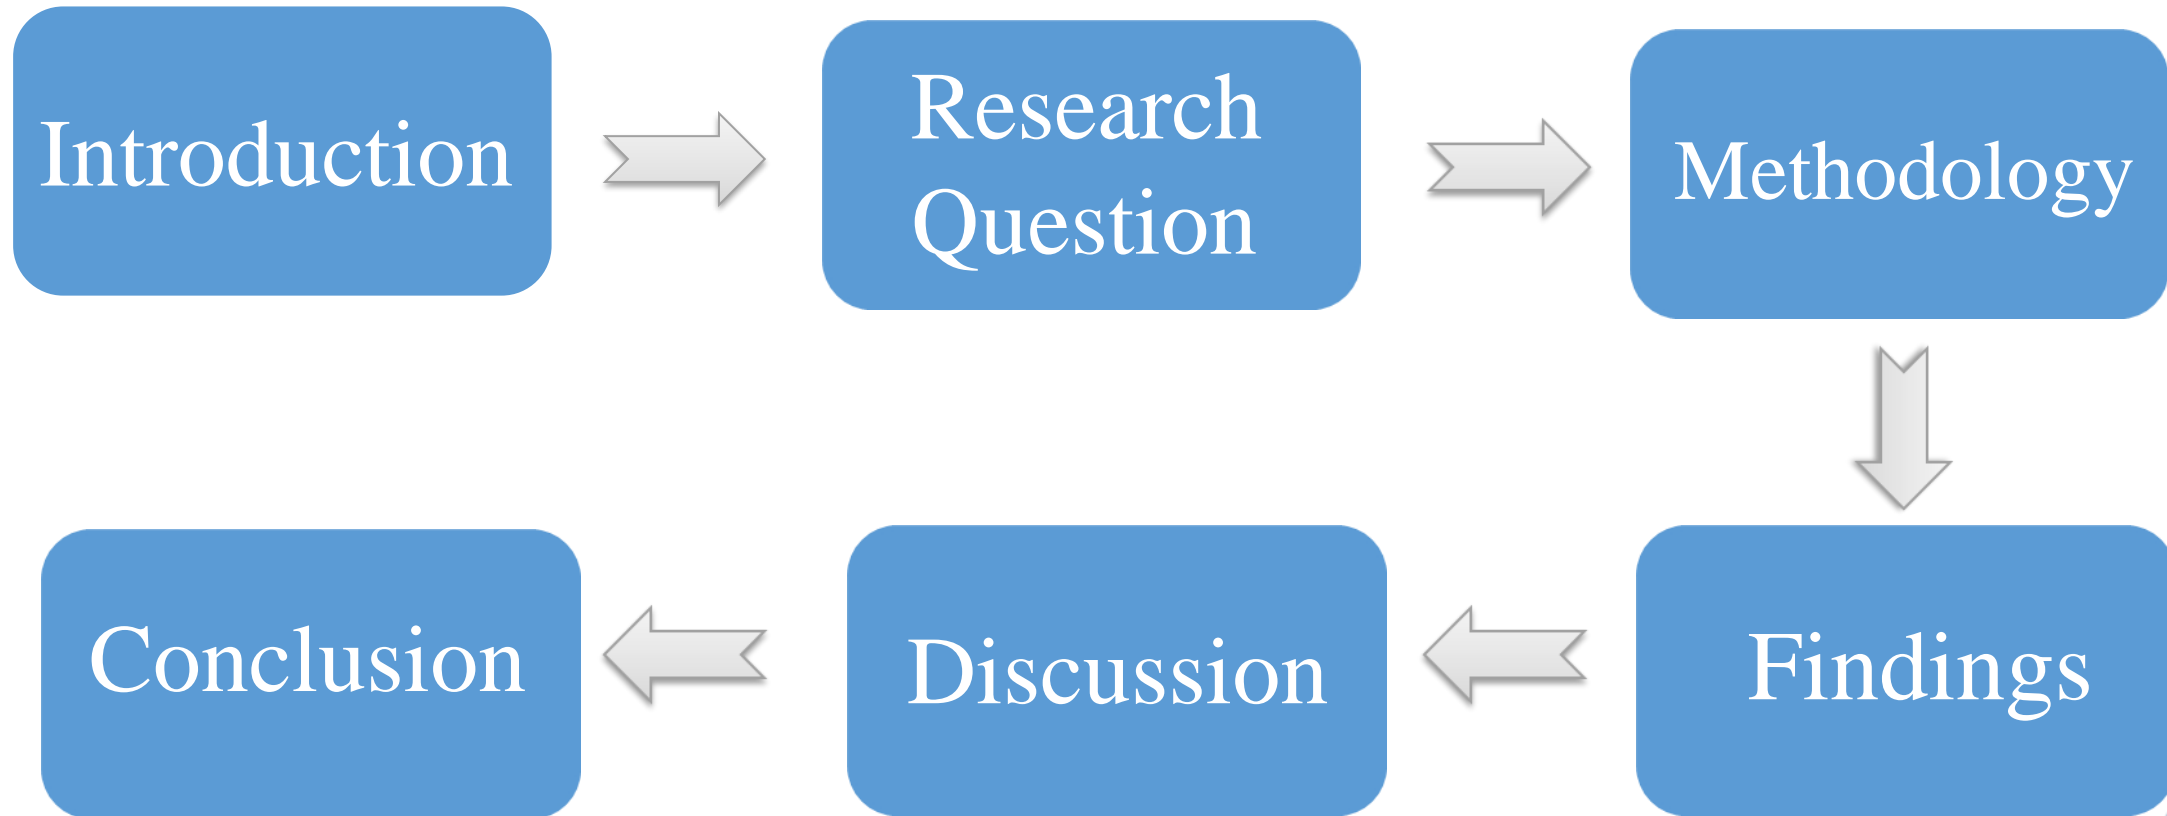 Introduction
Research
Question
Methodology
Findings
Discussion
Conclusion